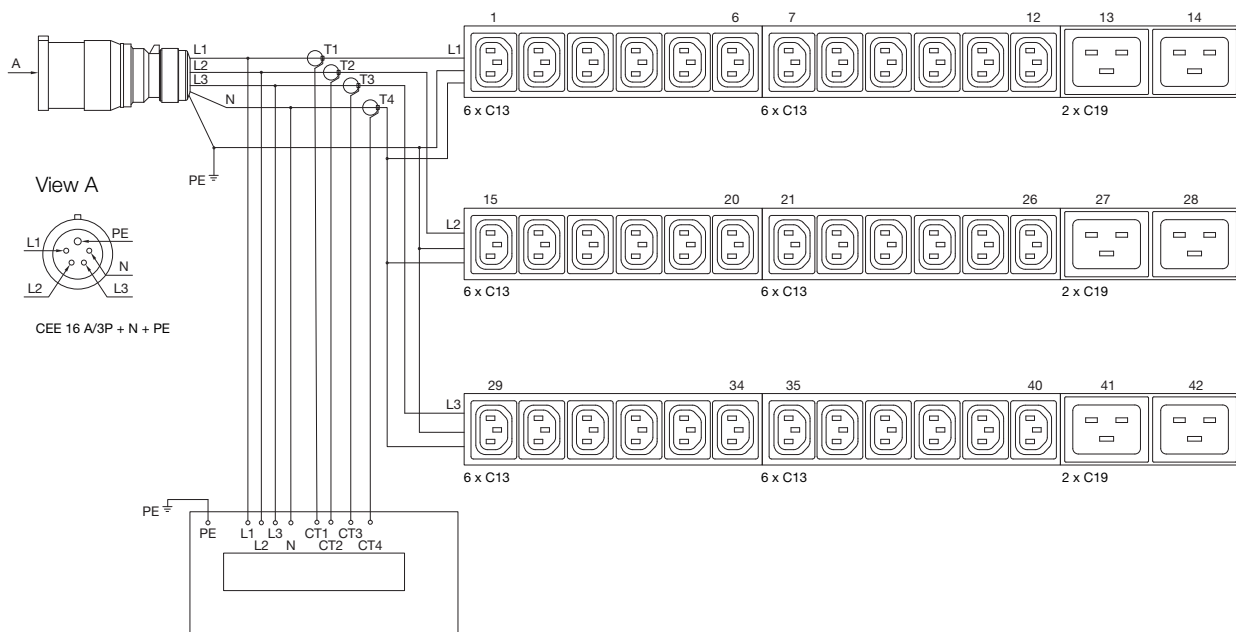 1 6 7 12 13 14
L1 T1 L1
A L2 T2
L3 T3
N T4
6 x C13 6 x C13 2 x C19
PE
View A
15 20 21 26 27 28
L2
L1 PE
N
L2 L3
6 x C13 6 x C13 2 x C19
CEE 16 A/3P + N + PE
29 34 35 40 41 42
L3
6 x C13 6 x C13 2 x C19
PE
PE L1 L3 CT1 CT3
L2 N CT2 CT4